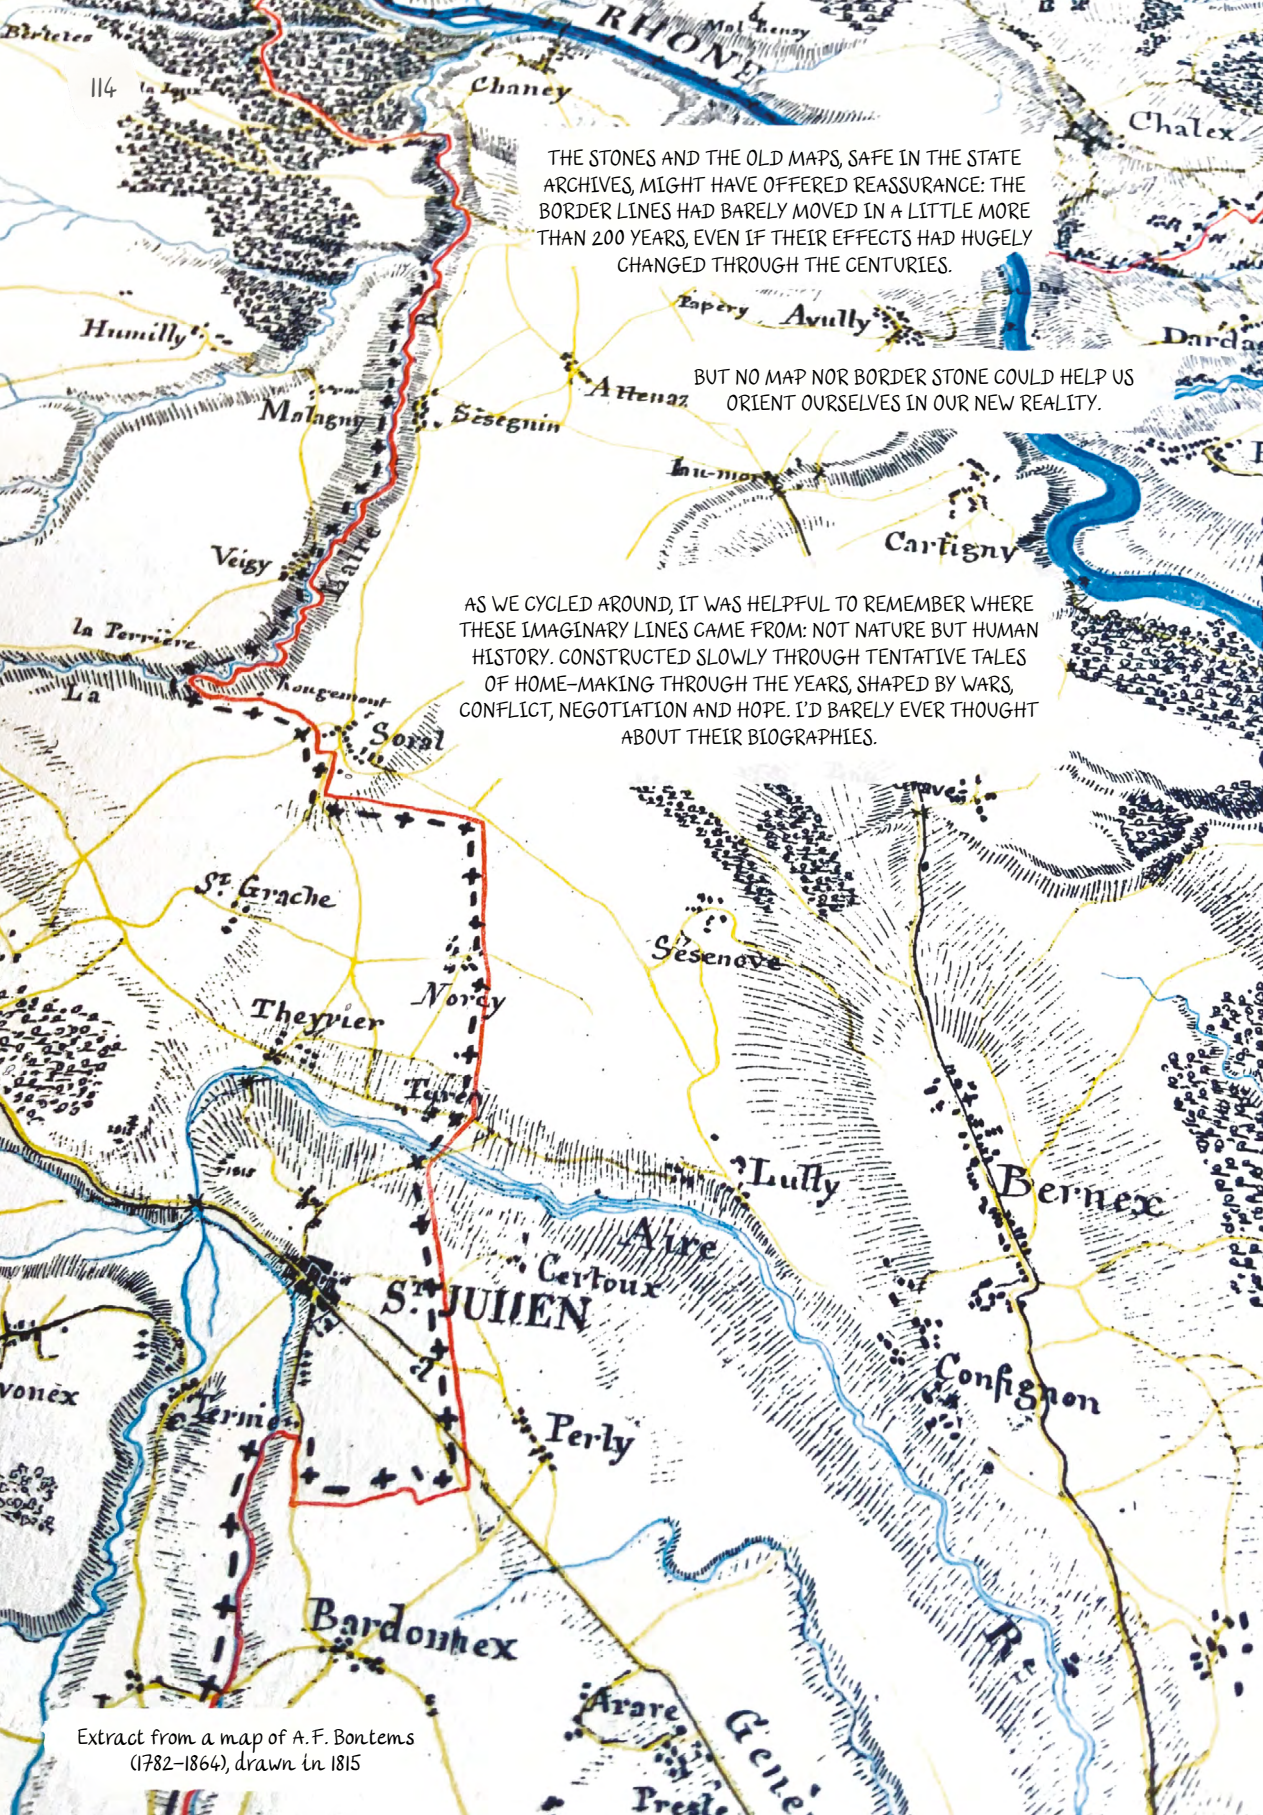 RHONE
Chancy
114
Chalex
THE STONES AND THE OLD MAPS, SAFE IN THE STATE
ARCHIVES, MIGHT HAVE OFFERED REASSURANCE: THE
BORDER LINES HAD BARELY MOVED IN A LITTLE MORE
THAN 200 YEARS, EVEN IF THEIR EFFECTS HAD HUGELY
CHANGED THROUGH THE CENTURIES.
Avully
Humilly
BUT NO MAP NOR BORDER STONE COULD HELP US
ORIENT OURSELVES IN OUR NEW REALITY.
Attenaz
Malagny
Sèsegnin
Cartigny
Veigy
AS WE CYCLED AROUND, IT WAS HELPFUL TO REMEMBER WHERE
THESE IMAGINARY LINES CAME FROM: NOT NATURE BUT HUMAN
HISTORY. CONSTRUCTED SLOWLY THROUGH TENTATIVE TALES
OF HOME-MAKING THROUGH THE YEARS, SHAPED BY WARS,
CONFLICT, NEGOTIATION AND HOPE. I'D BARELY EVER THOUGHT
ABOUT THEIR BIOGRAPHIES.
la Perrière
La
Rougemont
Soral
St. Grache
Sésenove
Norcy
Theyrier
Lully
Bernex
Aire
Certoux
St. JULIEN
Confignon
Perly
Bardonnex
Arare
Extract from a map of A. F. Bontems
(1782–1864), drawn in 1815